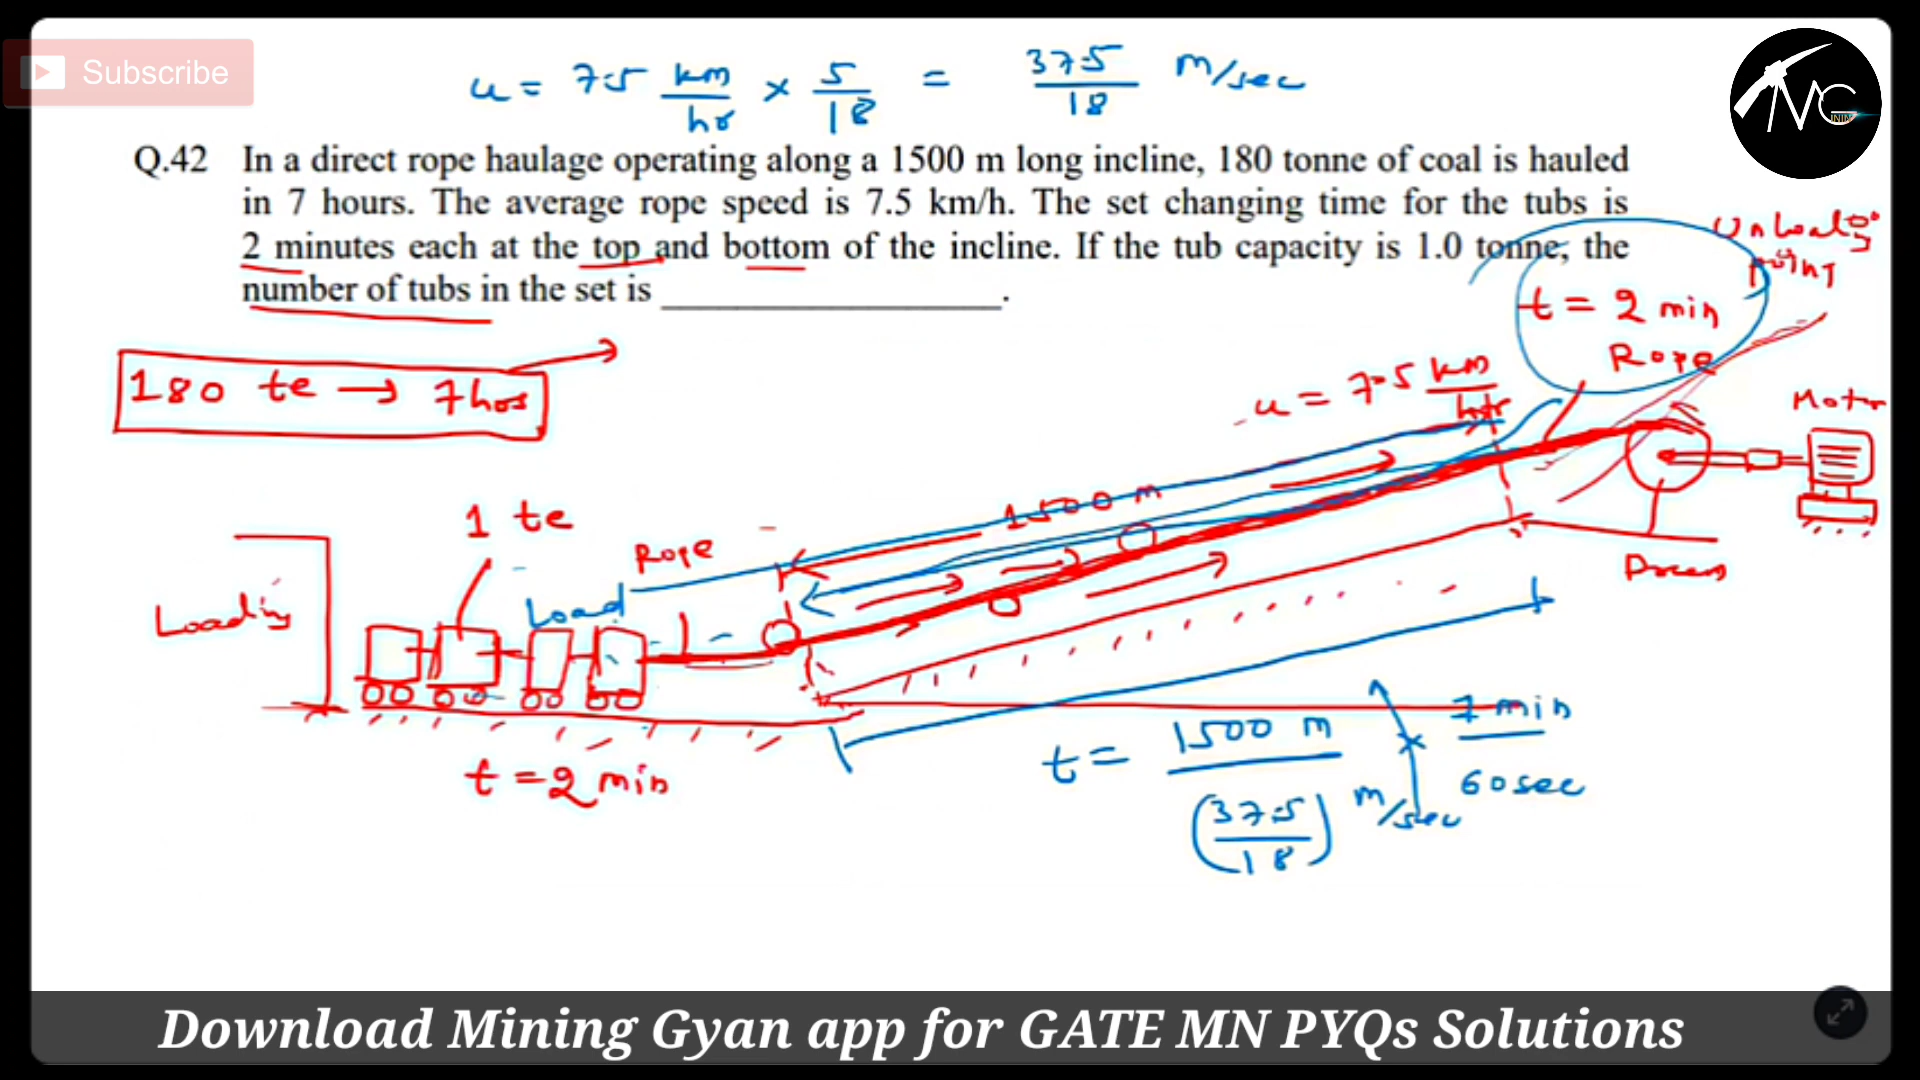 Subscribe
u = 7.5 km/hr × 5/18 = 37.5/18 m/sec
Q.42 In a direct rope haulage operating along a 1500 m long incline, 180 tonne of coal is hauled
in 7 hours. The average rope speed is 7.5 km/h. The set changing time for the tubs is
2 minutes each at the top and bottom of the incline. If the tub capacity is 1.0 tonne, the
number of tubs in the set is ____________________.
Unloading
point
t = 2 min
Rope
180 te → 7 hrs
u = 7.5 km/hr
Motor
1 te
1500 m
Rope
Loading
Load
t = 2 min
t = 1500 m / (37.5/18) m/sec × 1 min / 60 sec
MG
Download Mining Gyan app for GATE MN PYQs Solutions